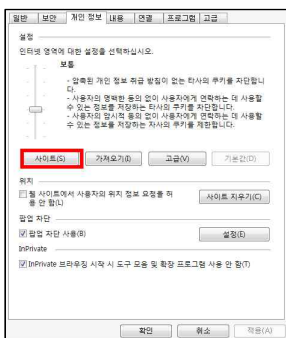 일반 보안 개인 정보 내용 연결 프로그램 고급
설정
인터넷 영역에 대한 설정을 선택하십시오.
보통
- 압축된 개인 정보 취급 방침이 없는 타사의 쿠키를 차단합니
다.
- 사용자의 명백한 동의 없이 사용자에게 연락하는 데 사용할
수 있는 정보를 저장하는 타사의 쿠키를 차단합니다.
- 사용자의 암시적 동의 없이 사용자에게 연락하는 데 사용할
수 있는 정보를 저장하는 자사의 쿠키를 제한합니다.
사이트(S) 가져오기(I) 고급(V) 기본값(D)
위치
웹 사이트에서 사용자의 위치 정보 요청을 허
용 안 함(L)
사이트 지우기(C)
팝업 차단
팝업 차단 사용(B) 설정(E)
InPrivate
InPrivate 브라우징 시작 시 도구 모음 및 확장 프로그램 사용 안 함(T)
확인 취소 적용(A)